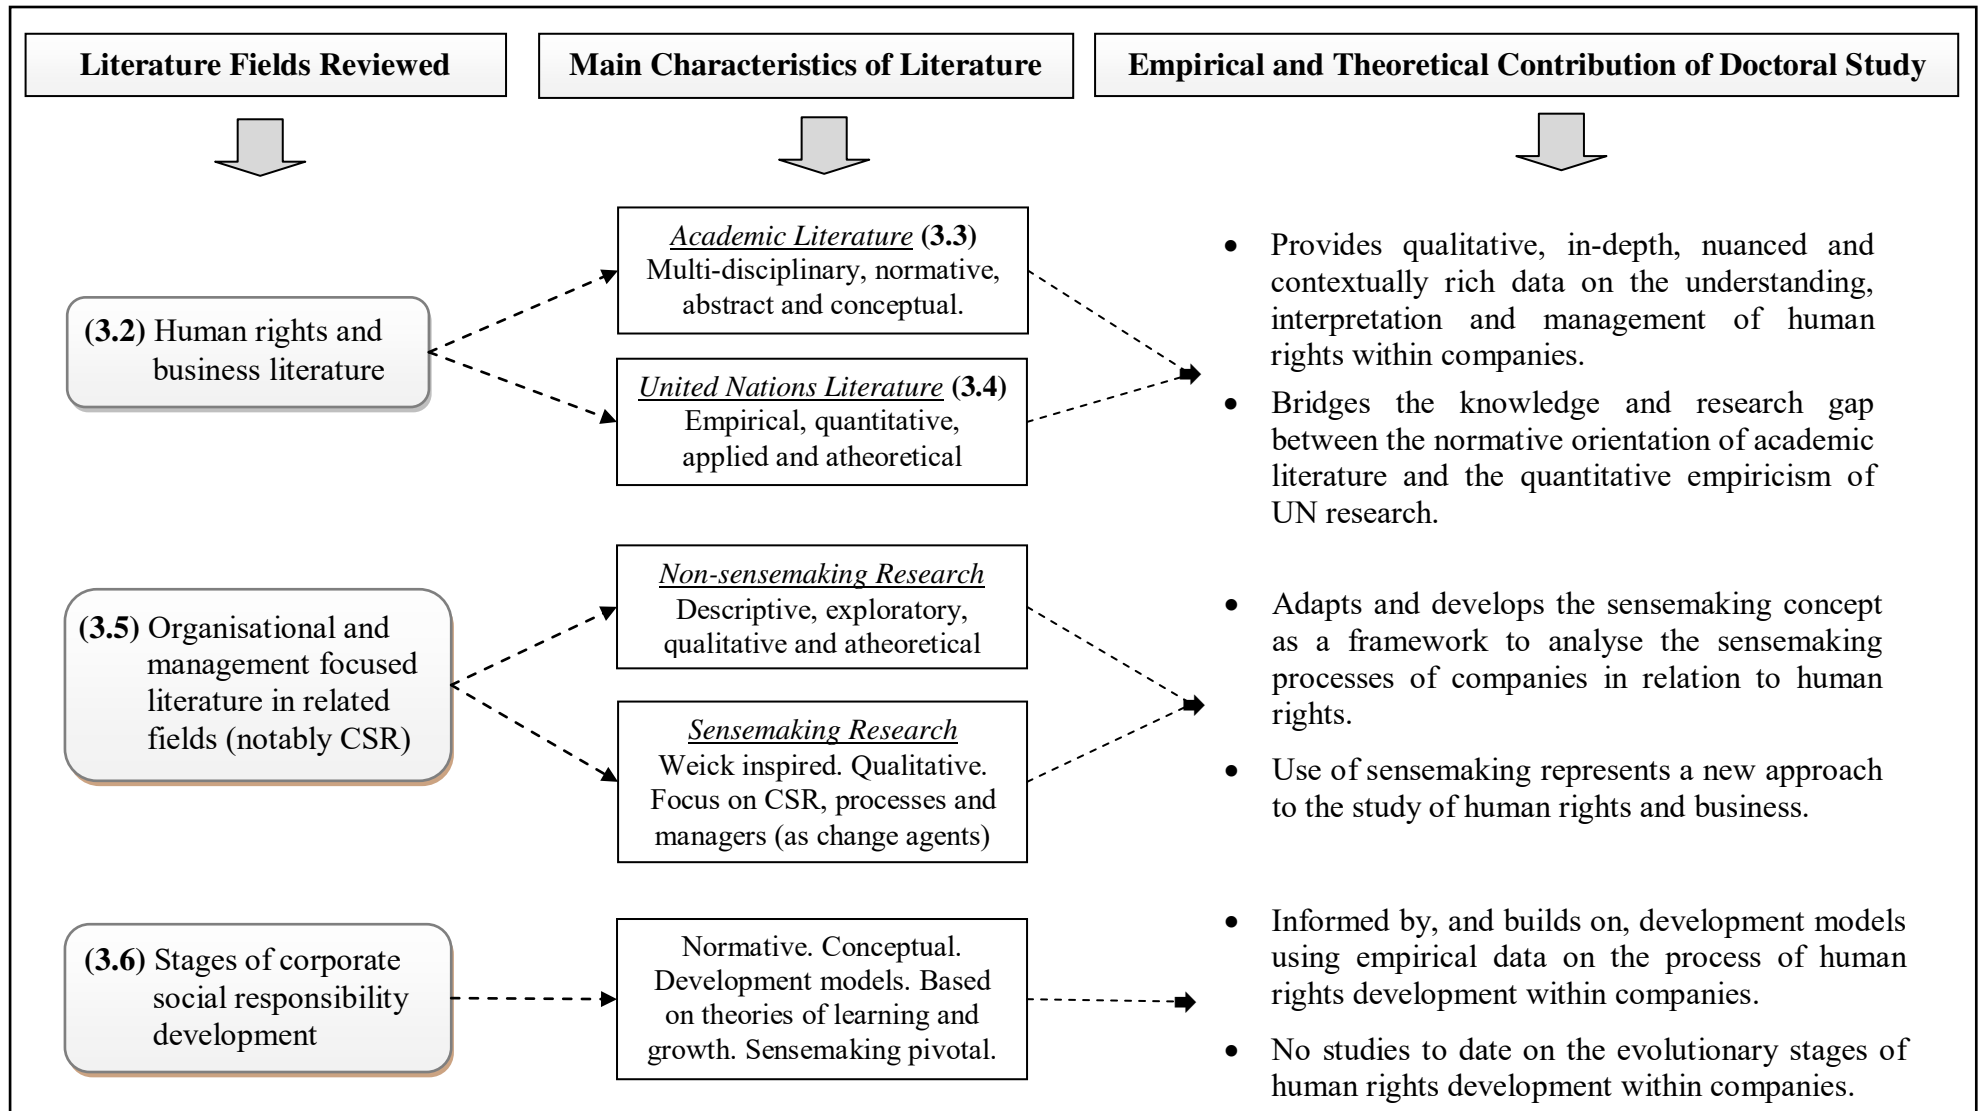 Literature Fields Reviewed
Main Characteristics of Literature
Empirical and Theoretical Contribution of Doctoral Study
(3.2) Human rights and
business literature
Academic Literature (3.3)
Multi-disciplinary, normative,
abstract and conceptual.
United Nations Literature (3.4)
Empirical, quantitative,
applied and atheoretical
• Provides qualitative, in-depth, nuanced and
contextually rich data on the understanding,
interpretation and management of human
rights within companies.
• Bridges the knowledge and research gap
between the normative orientation of academic
literature and the quantitative empiricism of
UN research.
(3.5) Organisational and
management focused
literature in related
fields (notably CSR)
Non-sensemaking Research
Descriptive, exploratory,
qualitative and atheoretical
Sensemaking Research
Weick inspired. Qualitative.
Focus on CSR, processes and
managers (as change agents)
• Adapts and develops the sensemaking concept
as a framework to analyse the sensemaking
processes of companies in relation to human
rights.
• Use of sensemaking represents a new approach
to the study of human rights and business.
(3.6) Stages of corporate
social responsibility
development
Normative. Conceptual.
Development models. Based
on theories of learning and
growth. Sensemaking pivotal.
• Informed by, and builds on, development models
using empirical data on the process of human
rights development within companies.
• No studies to date on the evolutionary stages of
human rights development within companies.